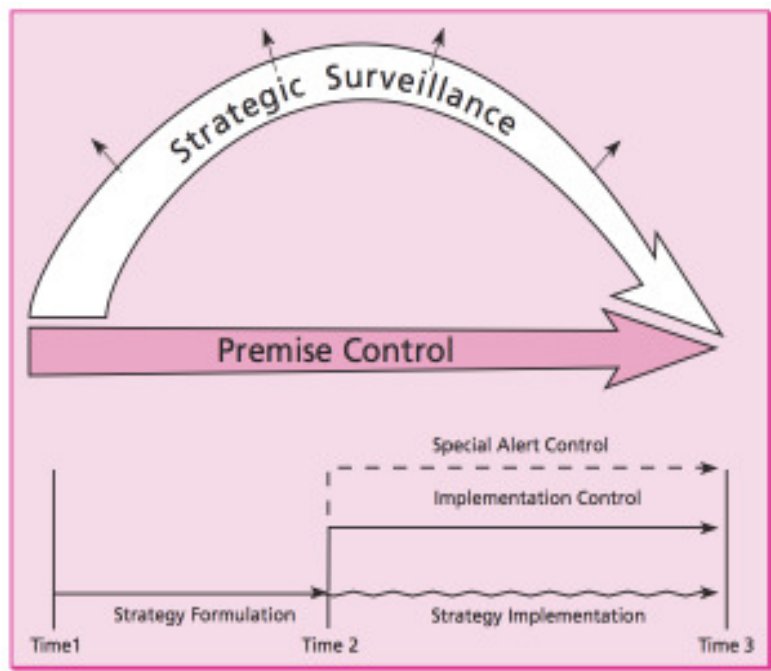 Strategic Surveillance
Premise Control
Special Alert Control
Implementation Control
Strategy Formulation
Strategy Implementation
Time1
Time 2
Time 3